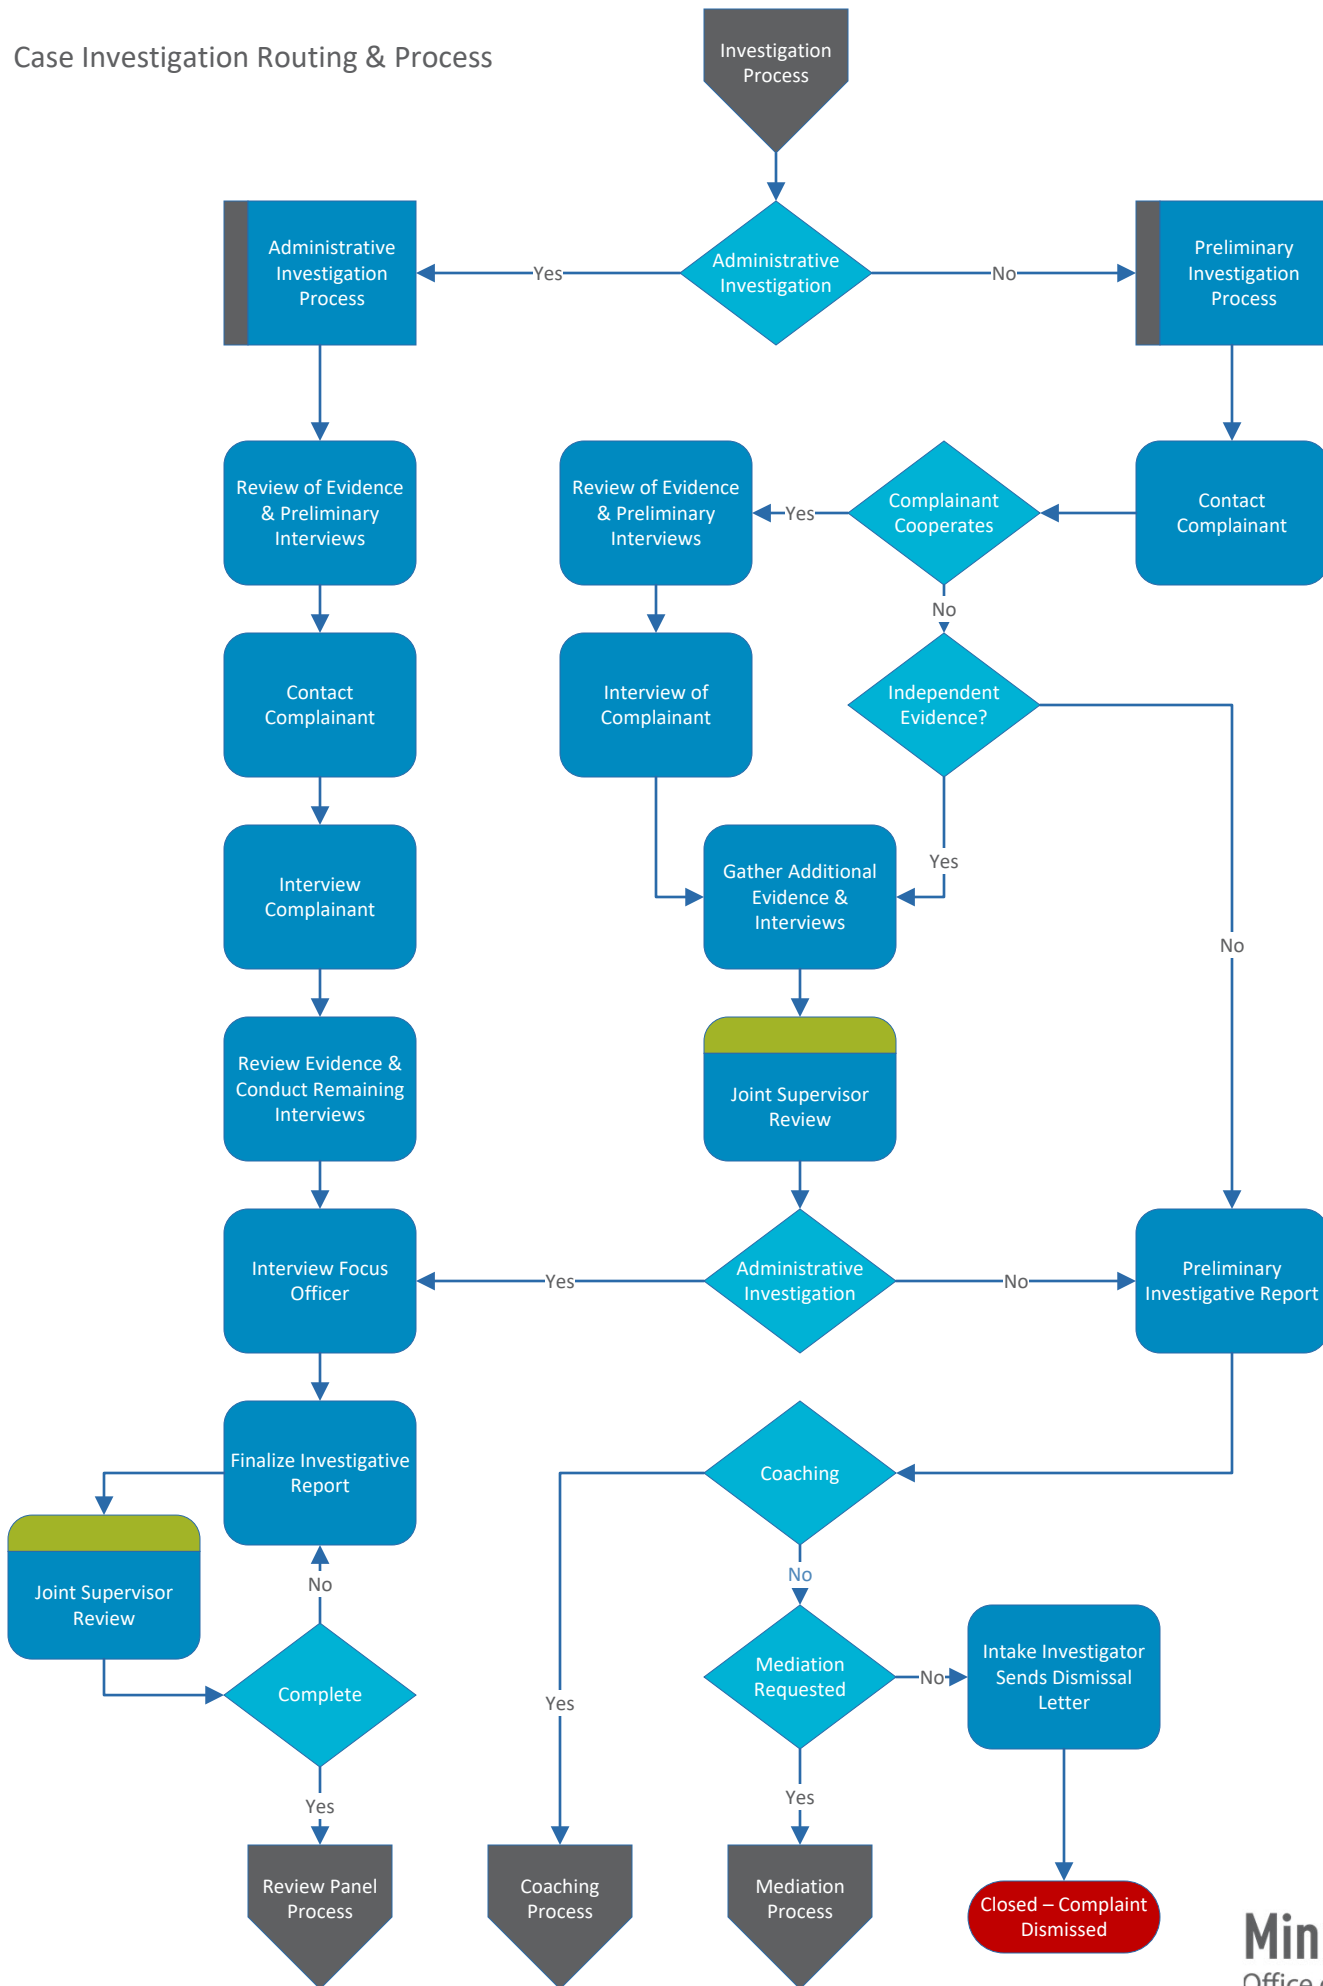 Case Investigation Routing & Process
Investigation
Process
Administrative
Investigation
Process
Yes
Administrative
Investigation
No
Preliminary
Investigation
Process
Review of Evidence
& Preliminary
Interviews
Review of Evidence
& Preliminary
Interviews
Yes
Complainant
Cooperates
Contact
Complainant
No
Contact
Complainant
Interview of
Complainant
Independent
Evidence?
Interview
Complainant
Gather Additional
Evidence &
Interviews
Yes
No
Review Evidence &
Conduct Remaining
Interviews
Joint Supervisor
Review
Interview Focus
Officer
Yes
Administrative
Investigation
No
Preliminary
Investigative Report
Finalize Investigative
Report
Coaching
No
No
Joint Supervisor
Review
Complete
Yes
Mediation
Requested
No
Intake Investigator
Sends Dismissal
Letter
Yes
Yes
Review Panel
Process
Coaching
Process
Mediation
Process
Closed – Complaint
Dismissed
Min
Office